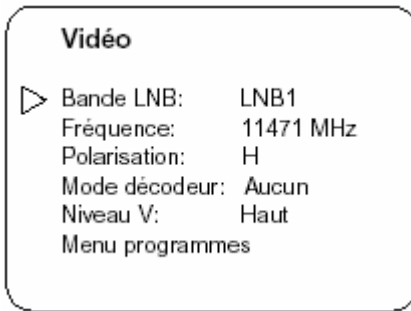 Vidéo
Bande LNB: LNB1
Fréquence: 11471 MHz
Polarisation: H
Mode décodeur: Aucun
Niveau V: Haut
Menu programmes